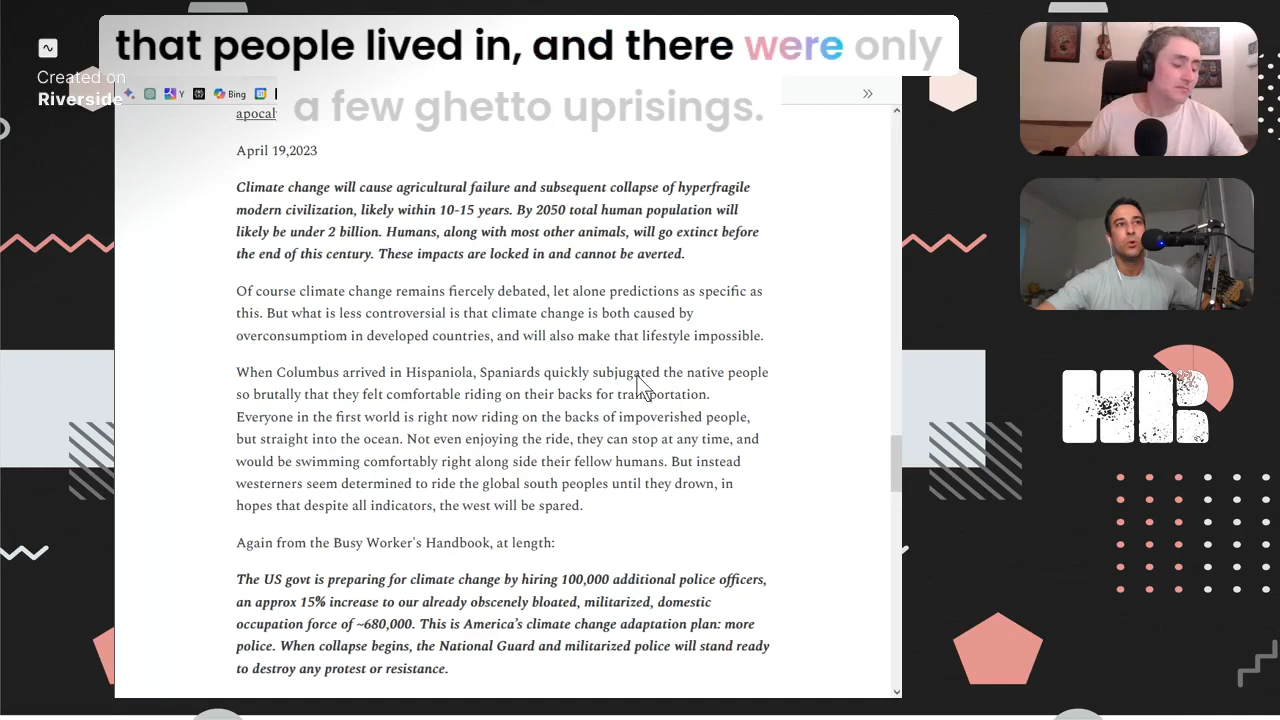 that people lived in, and there were only
a few ghetto uprisings.
Created on
Riverside
Y
Bing
apocal
April 19,2023
Climate change will cause agricultural failure and subsequent collapse of hyperfragile
modern civilization, likely within 10-15 years. By 2050 total human population will
likely be under 2 billion. Humans, along with most other animals, will go extinct before
the end of this century. These impacts are locked in and cannot be averted.
Of course climate change remains fiercely debated, let alone predictions as specific as
this. But what is less controversial is that climate change is both caused by
overconsumptiom in developed countries, and will also make that lifestyle impossible.
When Columbus arrived in Hispaniola, Spaniards quickly subjugated the native people
so brutally that they felt comfortable riding on their backs for transportation.
Everyone in the first world is right now riding on the backs of impoverished people,
but straight into the ocean. Not even enjoying the ride, they can stop at any time, and
would be swimming comfortably right along side their fellow humans. But instead
westerners seem determined to ride the global south peoples until they drown, in
hopes that despite all indicators, the west will be spared.
Again from the Busy Worker's Handbook, at length:
The US govt is preparing for climate change by hiring 100,000 additional police officers,
an approx 15% increase to our already obscenely bloated, militarized, domestic
occupation force of ~680,000. This is America's climate change adaptation plan: more
police. When collapse begins, the National Guard and militarized police will stand ready
to destroy any protest or resistance.
HR